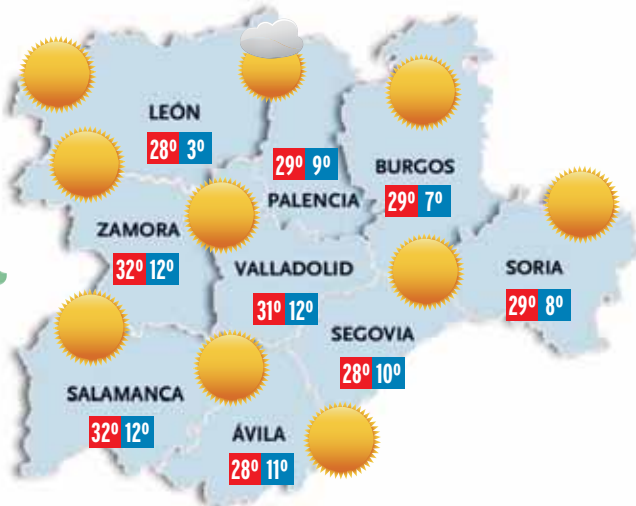 LEÓN
28º 3º
29º 9º
PALENCIA
BURGOS
29º 7º
ZAMORA
32º 12º
VALLADOLID
31º 12º
SORIA
29º 8º
SEGOVIA
28º 10º
SALAMANCA
32º 12º
ÁVILA
28º 11º